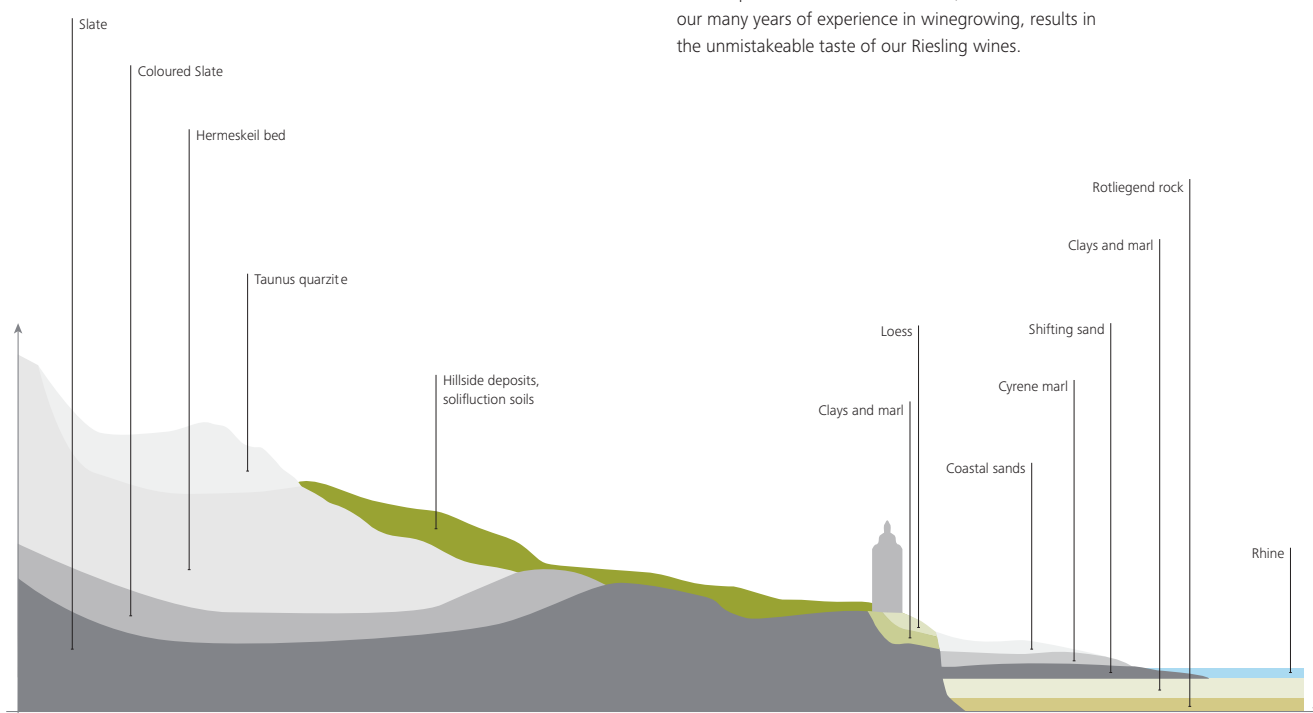 our many years of experience in winegrowing, results in
the unmistakeable taste of our Riesling wines.
Slate
Coloured Slate
Hermeskeil bed
Taunus quarzite
Hillside deposits,
solifluction soils
Rotliegend rock
Clays and marl
Shifting sand
Loess
Cyrene marl
Clays and marl
Coastal sands
Rhine